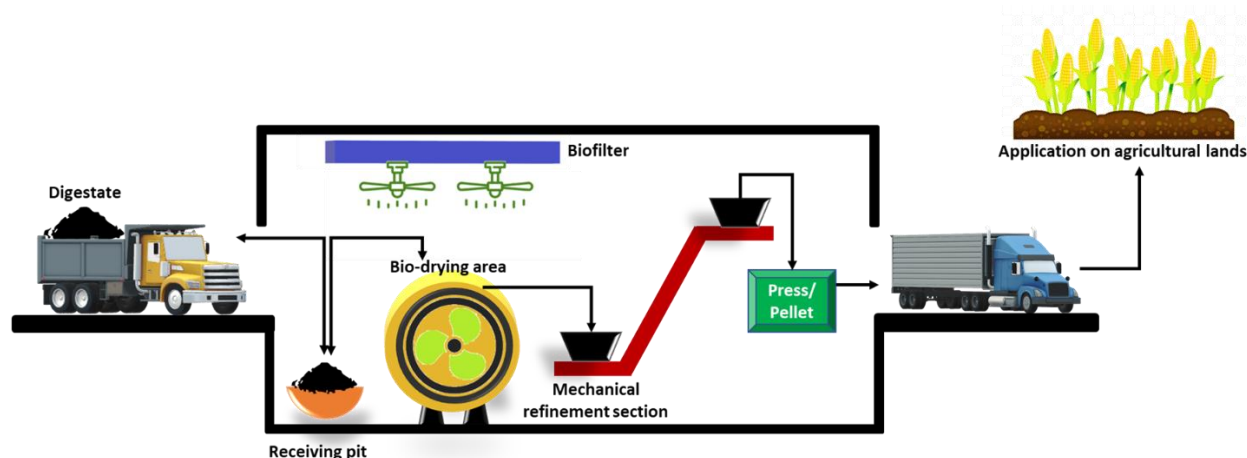 Application on agricultural lands
Biofilter
Digestate
Bio-drying area
Press/
Pellet
Mechanical
refinement section
Receiving pit